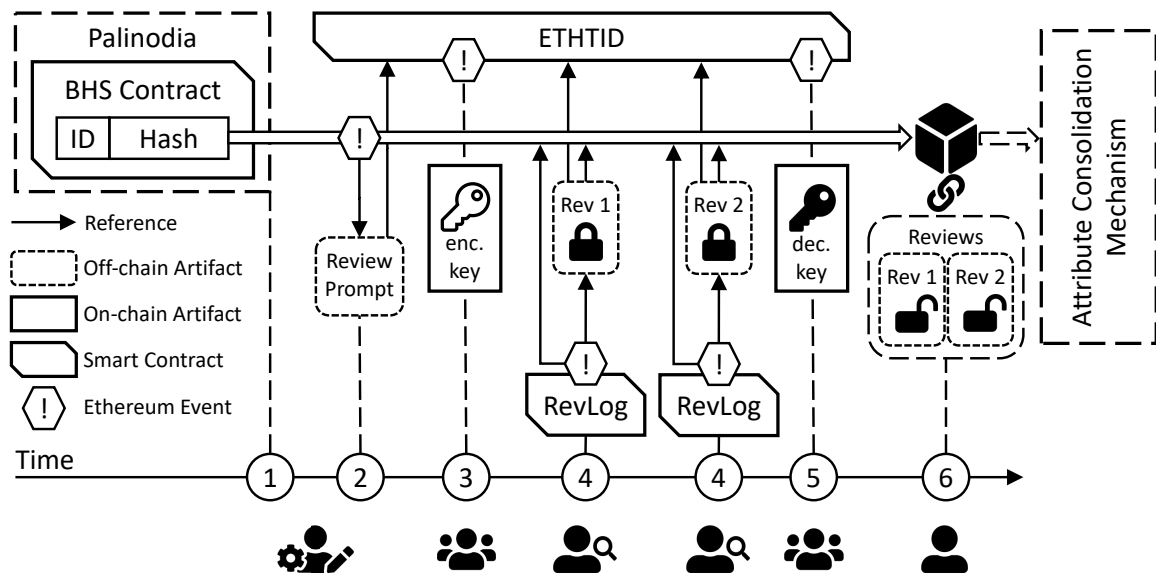 Palinodia
BHS Contract
ID
Hash
ETHTID
!
!
!
Reference
Off-chain Artifact
On-chain Artifact
Smart Contract
!
Ethereum Event
Review
Prompt
enc.
key
Rev 1
Rev 2
dec.
key
!
RevLog
!
RevLog
Reviews
Rev 1
Rev 2
Attribute Consolidation
Mechanism
Time
1
2
3
4
4
5
6